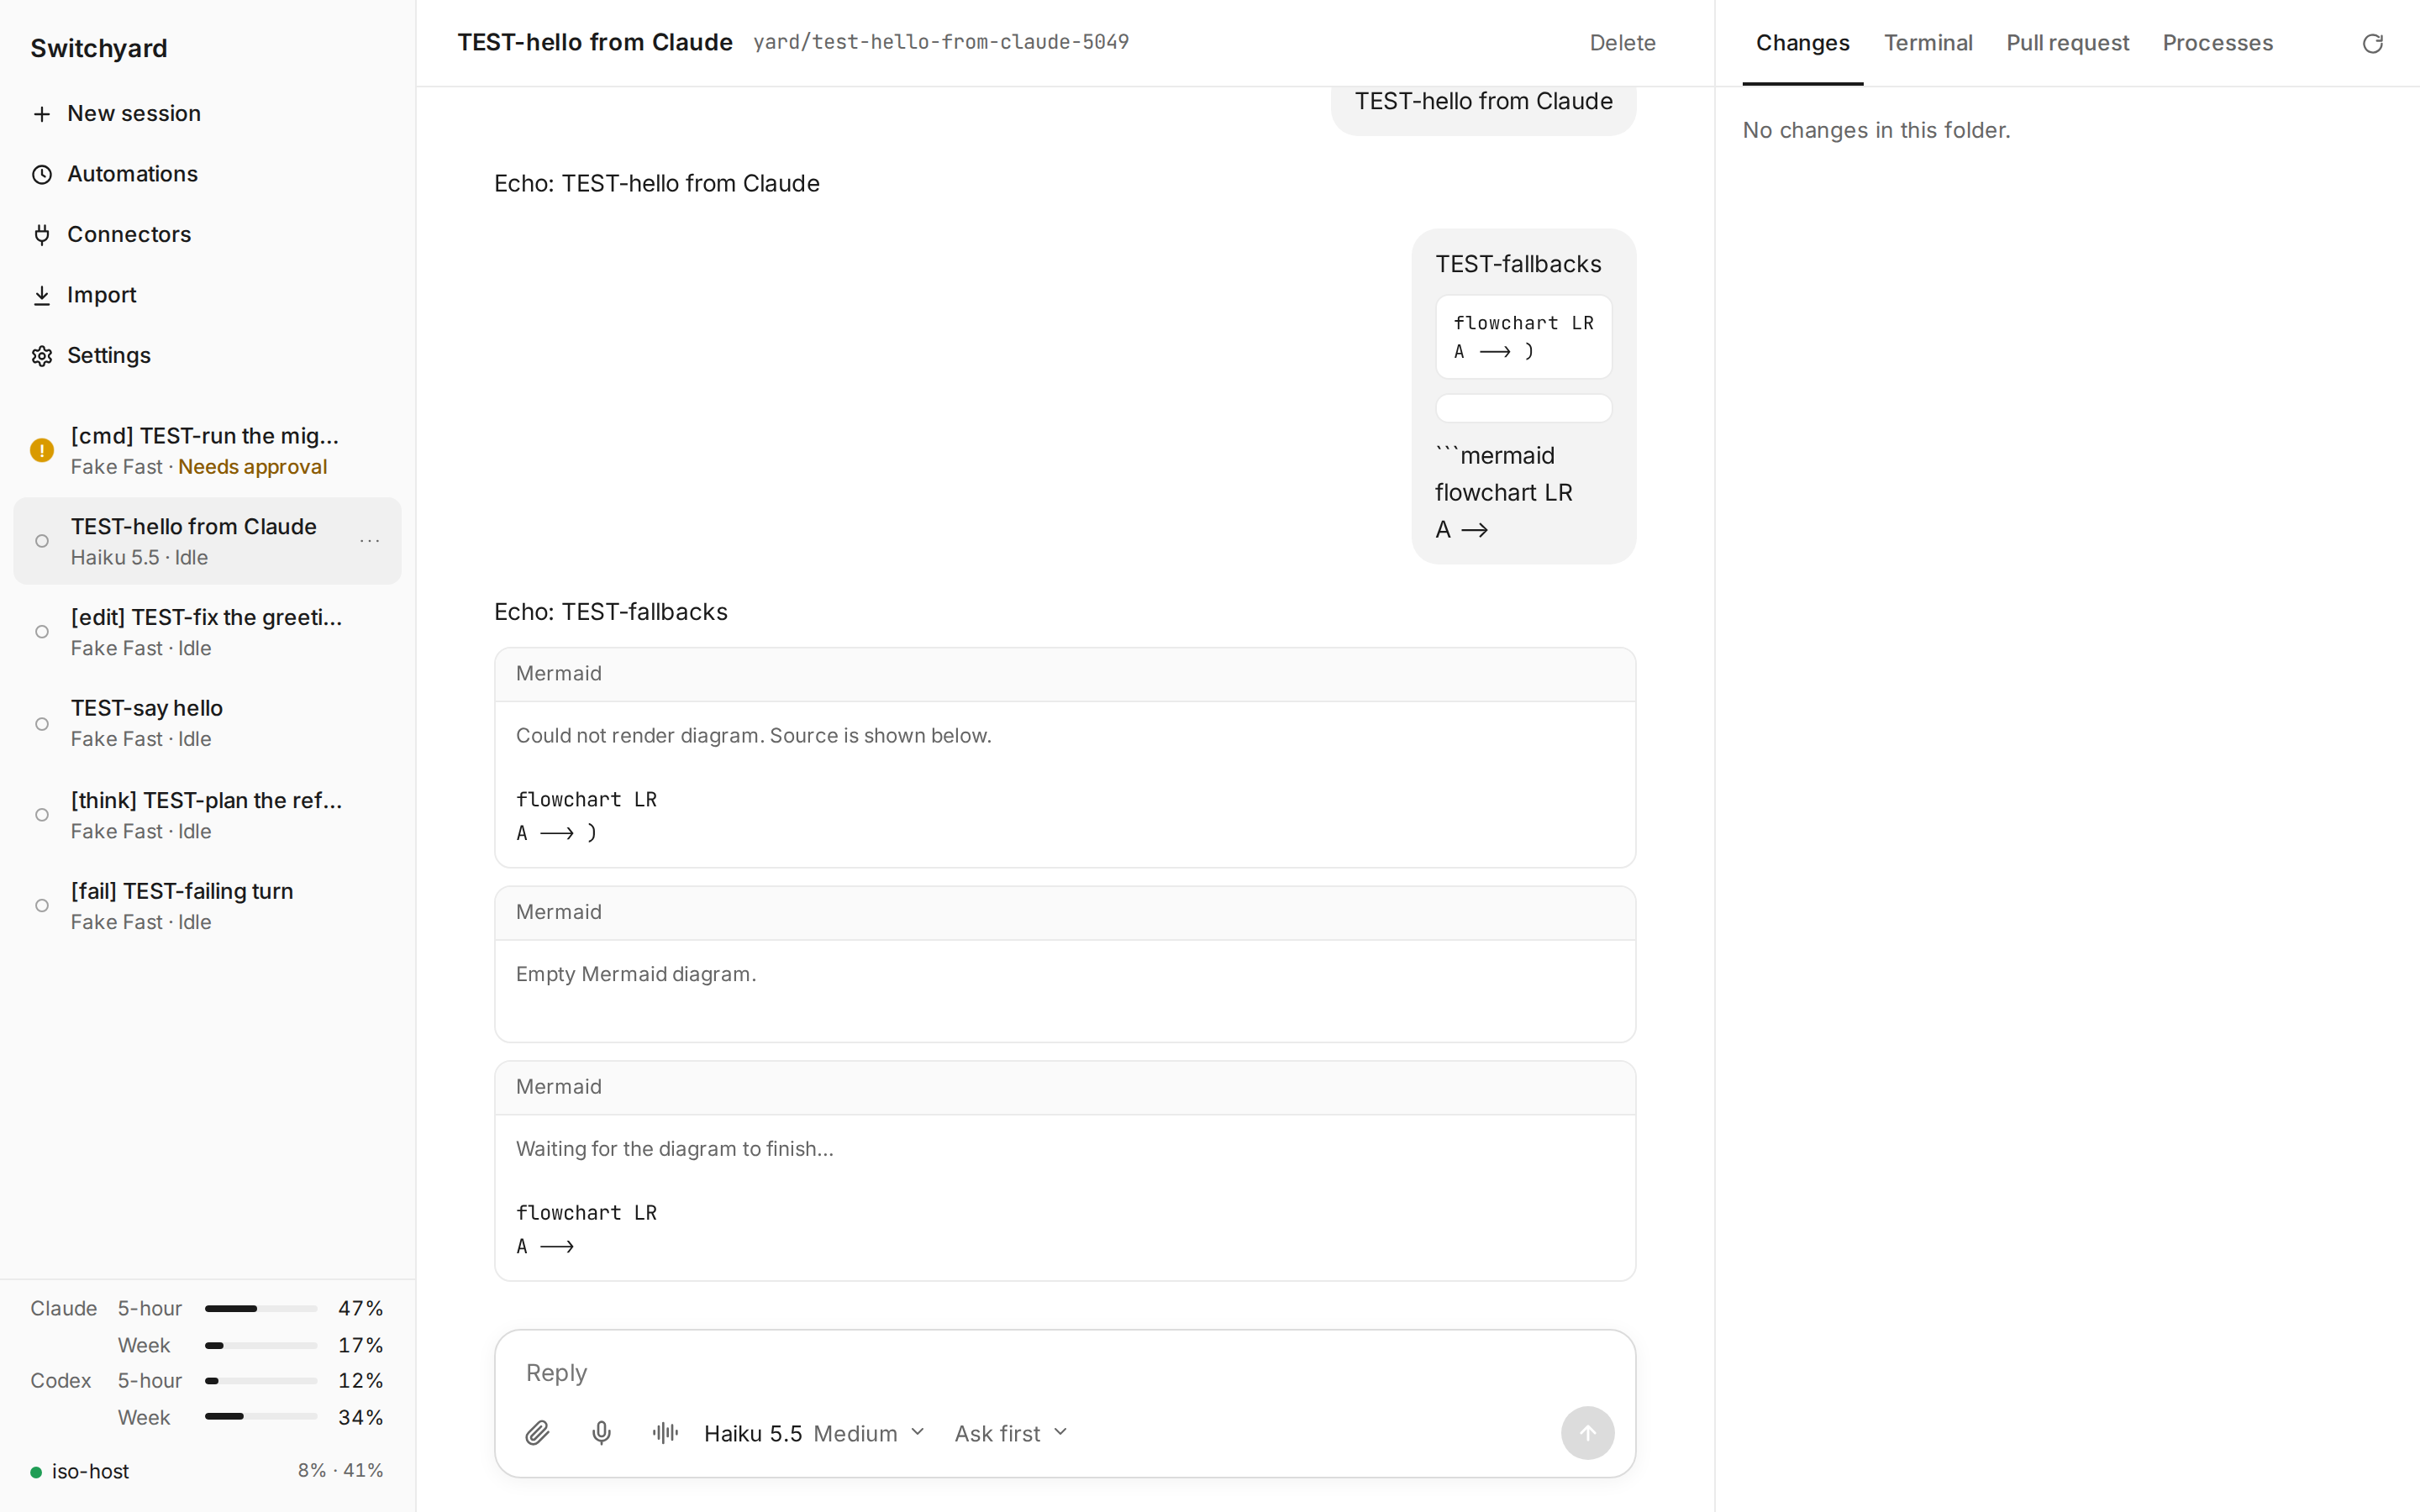 Switchyard
New session
Automations
Connectors
Import
Settings
[cmd] TEST-run the mig...
Fake Fast · Needs approval
TEST-hello from Claude
Haiku 5.5 · Idle
[edit] TEST-fix the greeti...
Fake Fast · Idle
TEST-say hello
Fake Fast · Idle
[think] TEST-plan the ref...
Fake Fast · Idle
[fail] TEST-failing turn
Fake Fast · Idle
Claude 5-hour 47%
Week 17%
Codex 5-hour 12%
Week 34%
iso-host 8% · 41%
TEST-hello from Claude yard/test-hello-from-claude-5049 Delete
TEST-hello from Claude
Echo: TEST-hello from Claude
TEST-fallbacks
flowchart LR
A --> )
```mermaid
flowchart LR
A -->
Echo: TEST-fallbacks
Mermaid
Could not render diagram. Source is shown below.
flowchart LR
A --> )
Mermaid
Empty Mermaid diagram.
Mermaid
Waiting for the diagram to finish...
flowchart LR
A -->
Reply
Haiku 5.5 Medium Ask first
Changes Terminal Pull request Processes
No changes in this folder.